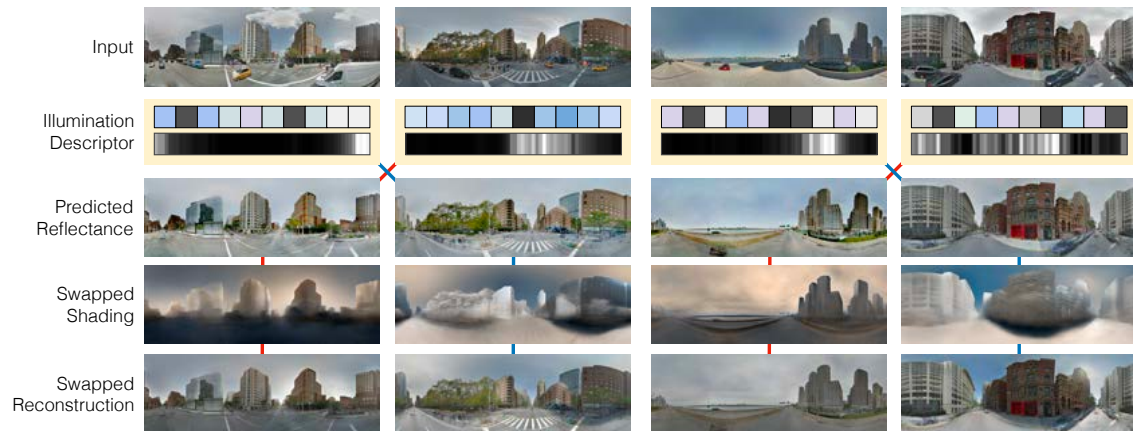 Input
Illumination
Descriptor
Predicted
Reflectance
Swapped
Shading
Swapped
Reconstruction